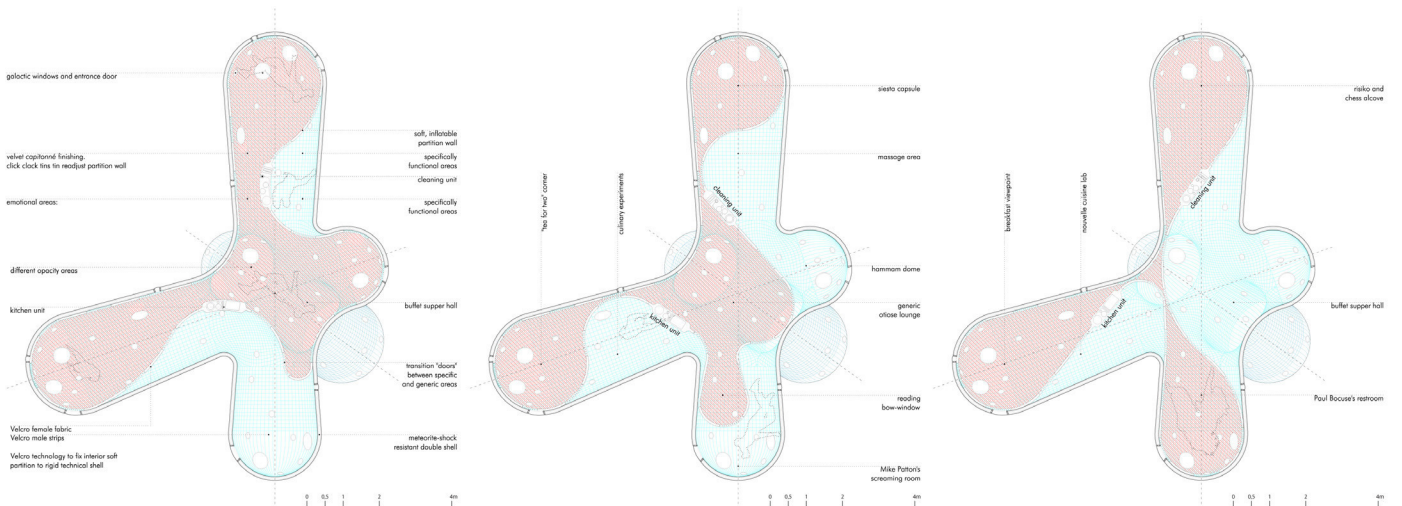 galactic windows and entrance door
soft, inflatable
partition wall
velvet capitonné finishing.
click clack tins tin readjust partition wall
specifically
functional areas
cleaning unit
emotional areas:
specifically
functional areas
different opacity areas
kitchen unit
buffet supper hall
transition "doors"
between specific
and generic areas
Velcro female fabric
Velcro male strips
meteorite-shock
resistant double shell
Velcro technology to fix interior soft
partition to rigid technical shell
0 0,5 1 2 4m
siesta capsule
massage area
"tea for two" corner
culinary experiments
cleaning unit
hammam dome
generic
otiose lounge
kitchen unit
reading
bow-window
Mike Patton's
screaming room
0 0,5 1 2 4m
risiko and
chess alcove
breakfast viewpoint
nouvelle cuisine lab
cleaning unit
buffet supper hall
kitchen unit
Paul Bocuse's restroom
0 0,5 1 2 4m